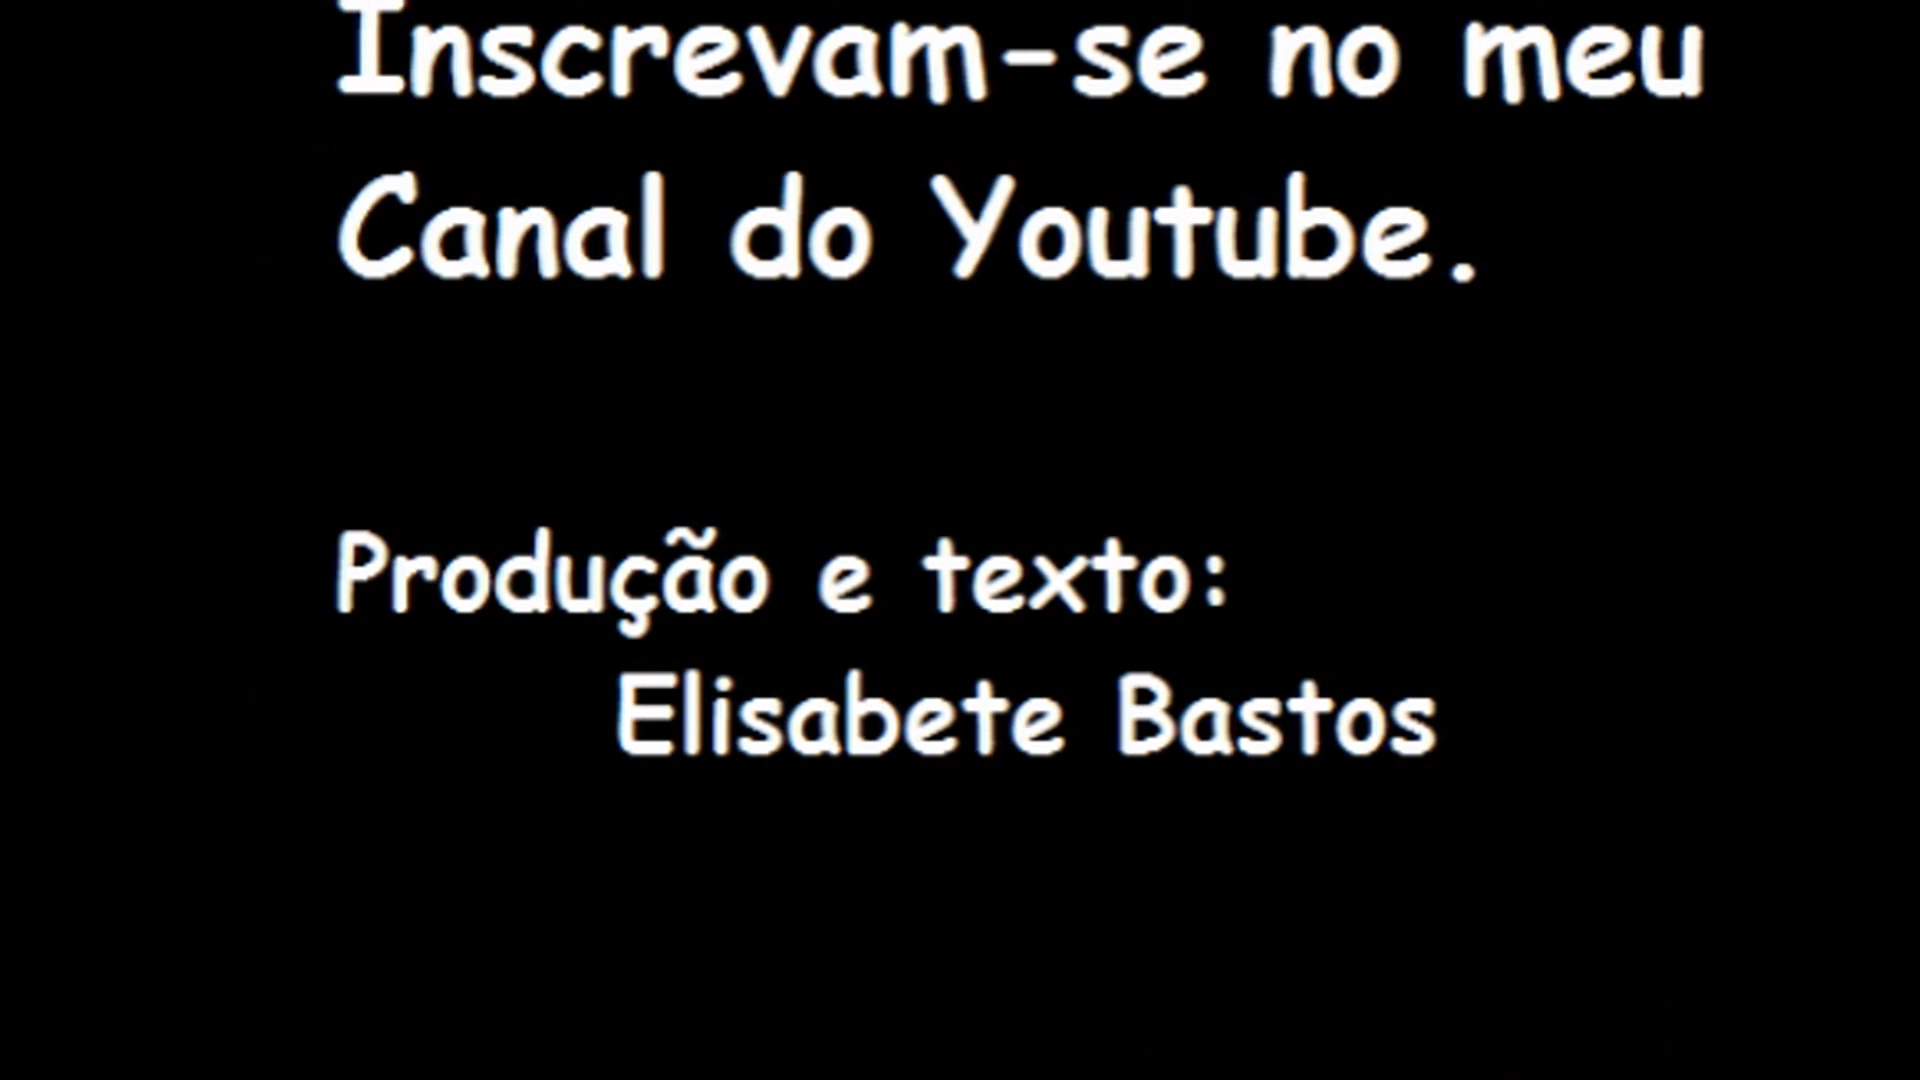 Inscrevam-se no meu
Canal do Youtube.
Produção e texto:
Elisabete Bastos